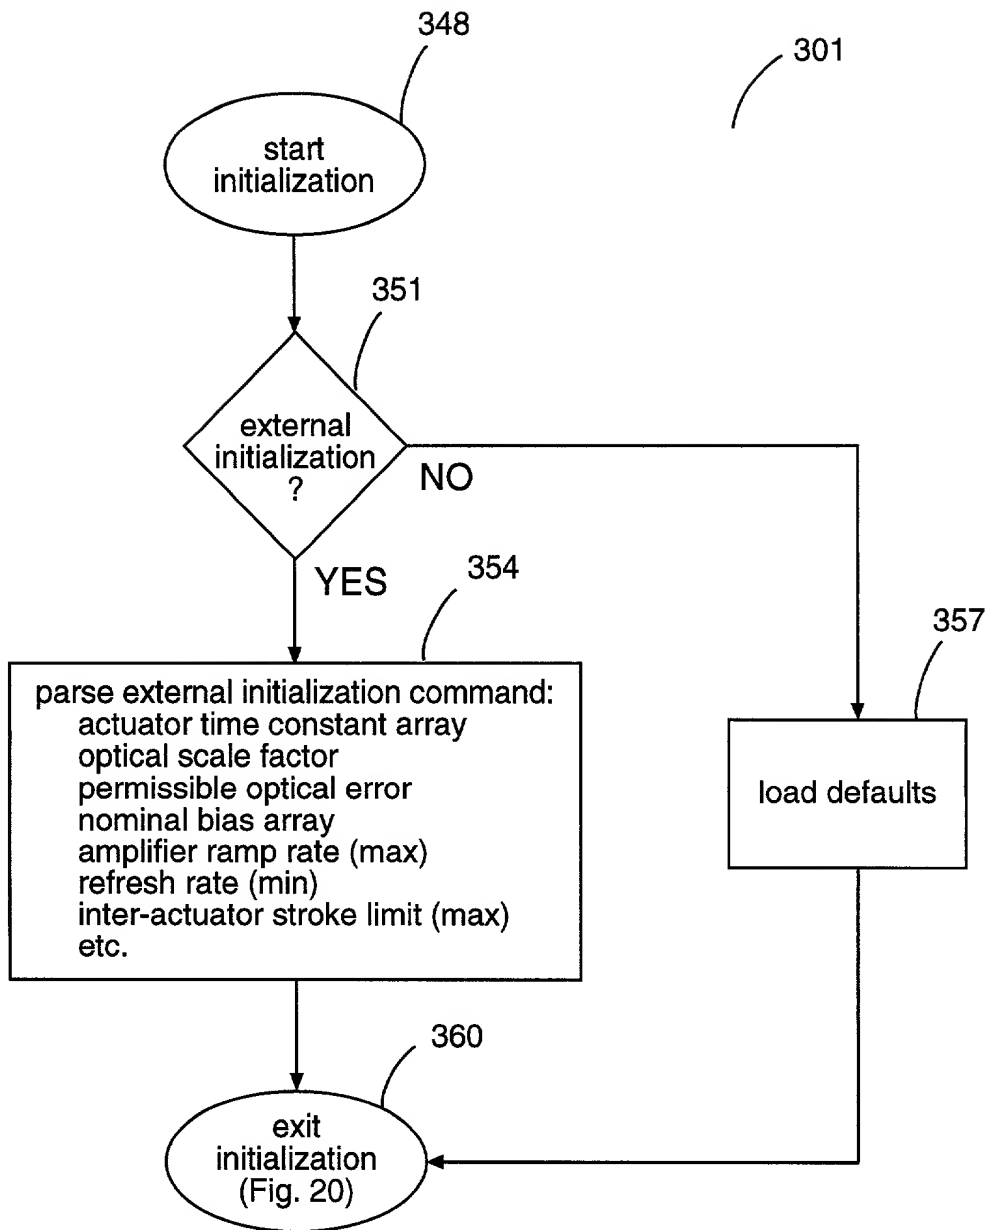 348
301
start
initialization
351
external
initialization
?
NO
YES
354
357
parse external initialization command:
actuator time constant array
optical scale factor
permissible optical error
nominal bias array
amplifier ramp rate (max)
refresh rate (min)
inter-actuator stroke limit (max)
etc.
load defaults
360
exit
initialization
(Fig. 20)